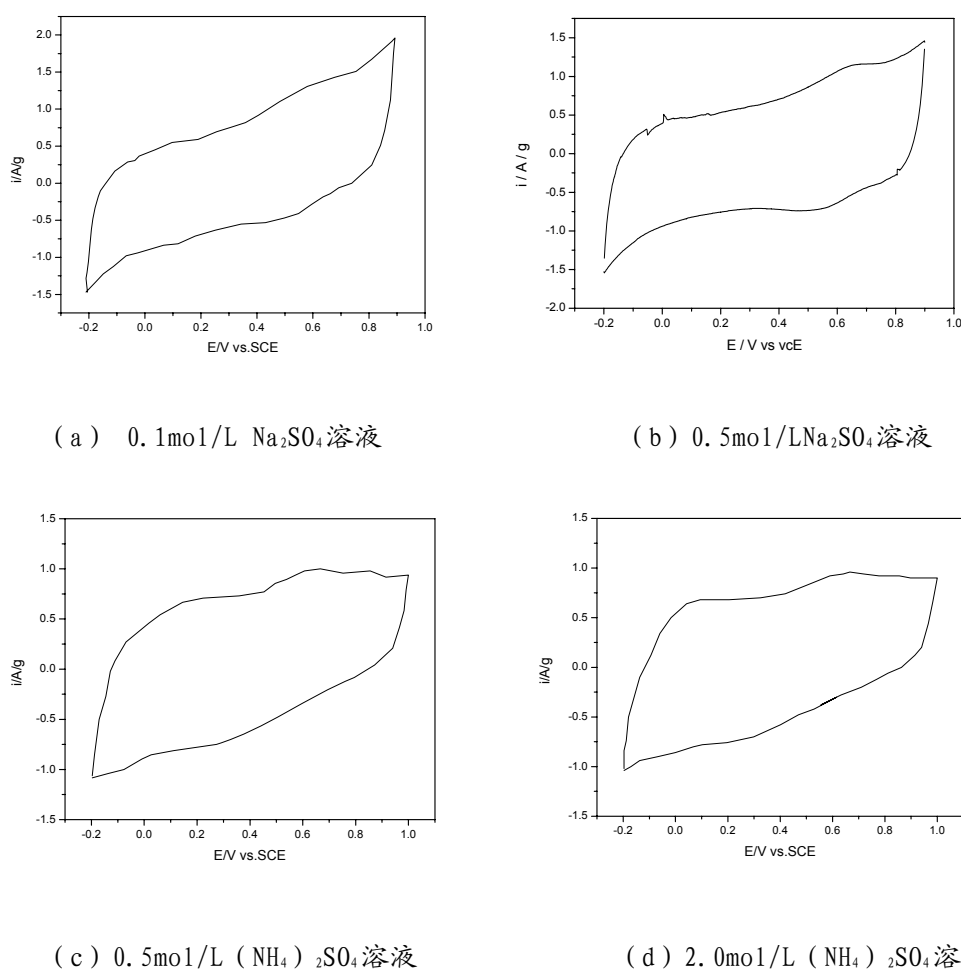 2.0
1.5
1.0
0.5
0.0
-0.5
-1.0
-1.5
i/A/g
-0.2 0.0 0.2 0.4 0.6 0.8 1.0
E/V vs.SCE
1.5
1.0
0.5
0.0
-0.5
-1.0
-1.5
-2.0
i / A / g
-0.2 0.0 0.2 0.4 0.6 0.8 1.0
E / V vs vcE
(a) 0.1mol/L Na₂SO₄溶液
(b) 0.5mol/LNa₂SO₄溶液
1.5
1.0
0.5
0.0
-0.5
-1.0
-1.5
i/A/g
-0.2 0.0 0.2 0.4 0.6 0.8 1.0
E/V vs.SCE
1.5
1.0
0.5
0.0
-0.5
-1.0
-1.5
i/A/g
-0.2 0.0 0.2 0.4 0.6 0.8 1.0
E/V vs.SCE
(c) 0.5mol/L (NH₄) ₂SO₄溶液
(d) 2.0mol/L (NH₄) ₂SO₄溶